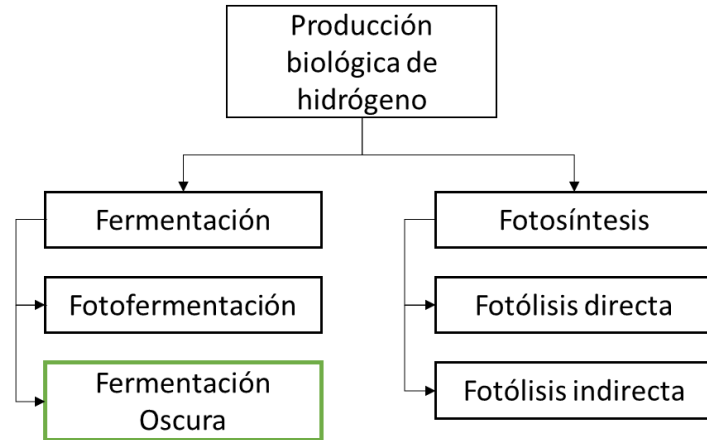 Producción
biológica de
hidrógeno
Fermentación
Fotofermentación
Fermentación
Oscura
Fotosíntesis
Fotólisis directa
Fotólisis indirecta